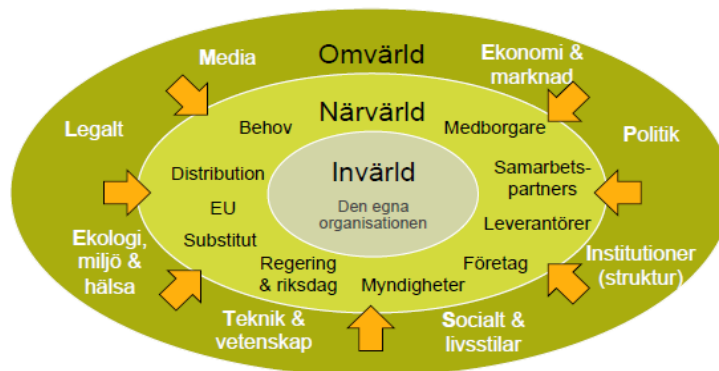 Omvärld
Media
Ekonomi &
marknad
Legalt
Politik
Närvärld
Behov
Medborgare
Invärld
Den egna
organisationen
Distribution
EU
Substitut
Samarbets-
partners
Leverantörer
Regering
& riksdag
Myndigheter
Företag
Ekologi,
miljö &
hälsa
Institutioner
(struktur)
Teknik &
vetenskap
Socialt &
livsstilar